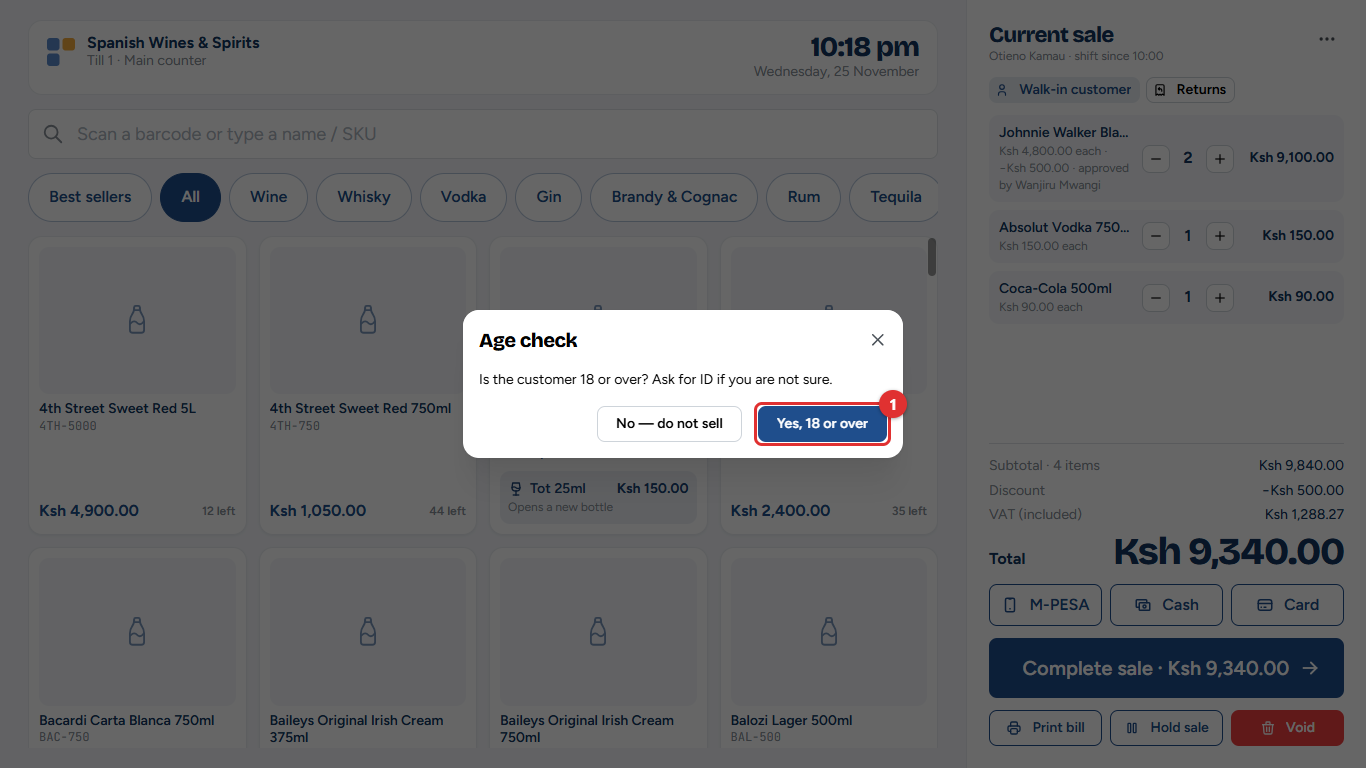 Spanish Wines & Spirits
Till 1 · Main counter
10:18 pm
Wednesday, 25 November
Scan a barcode or type a name / SKU
Best sellers
All
Wine
Whisky
Vodka
Gin
Brandy & Cognac
Rum
Tequila
4th Street Sweet Red 5L
4TH-5000
Ksh 4,900.00
12 left
4th Street Sweet Red 750ml
4TH-750
Ksh 1,050.00
44 left
Tot 25ml
Ksh 150.00
Opens a new bottle
Ksh 2,400.00
35 left
Bacardi Carta Blanca 750ml
BAC-750
Baileys Original Irish Cream
375ml
Baileys Original Irish Cream
750ml
Balozi Lager 500ml
BAL-500
Age check
Is the customer 18 or over? Ask for ID if you are not sure.
No — do not sell
Yes, 18 or over
1
Current sale
Otieno Kamau · shift since 10:00
Walk-in customer
Returns
Johnnie Walker Bla...
Ksh 4,800.00 each ·
−Ksh 500.00 · approved
by Wanjiru Mwangi
2
Ksh 9,100.00
Absolut Vodka 750...
Ksh 150.00 each
1
Ksh 150.00
Coca-Cola 500ml
Ksh 90.00 each
1
Ksh 90.00
Subtotal · 4 items
Ksh 9,840.00
Discount
−Ksh 500.00
VAT (included)
Ksh 1,288.27
Total
Ksh 9,340.00
M-PESA
Cash
Card
Complete sale · Ksh 9,340.00
Print bill
Hold sale
Void